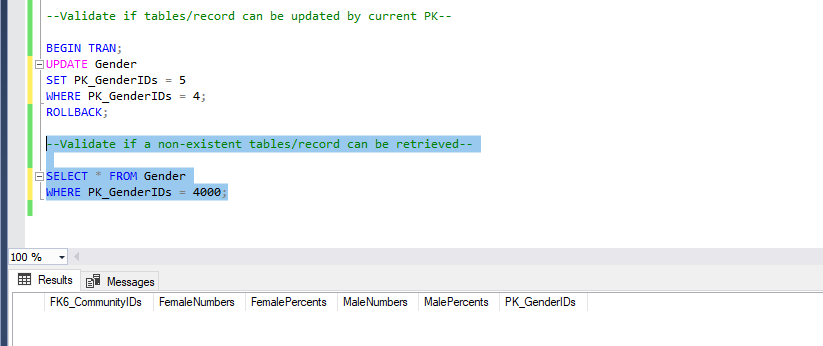 --Validate if tables/record can be updated by current PK--
BEGIN TRAN;
UPDATE Gender
SET PK_GenderIDs = 5
WHERE PK_GenderIDs = 4;
ROLLBACK;
--Validate if a non-existent tables/record can be retrieved--
SELECT * FROM Gender
WHERE PK_GenderIDs = 4000;
100 %
Results Messages
FK6_CommunityIDs FemaleNumbers FemalePercents MaleNumbers MalePercents PK_GenderIDs